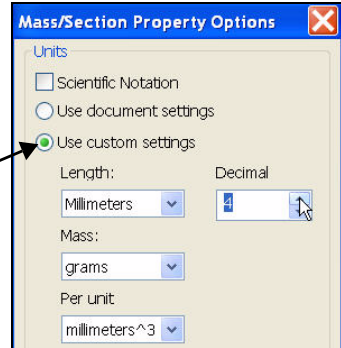 Mass/Section Property Options
Units
Scientific Notation
Use document settings
Use custom settings
Length: Decimal
Millimeters 4
Mass:
grams
Per unit
millimeters^3